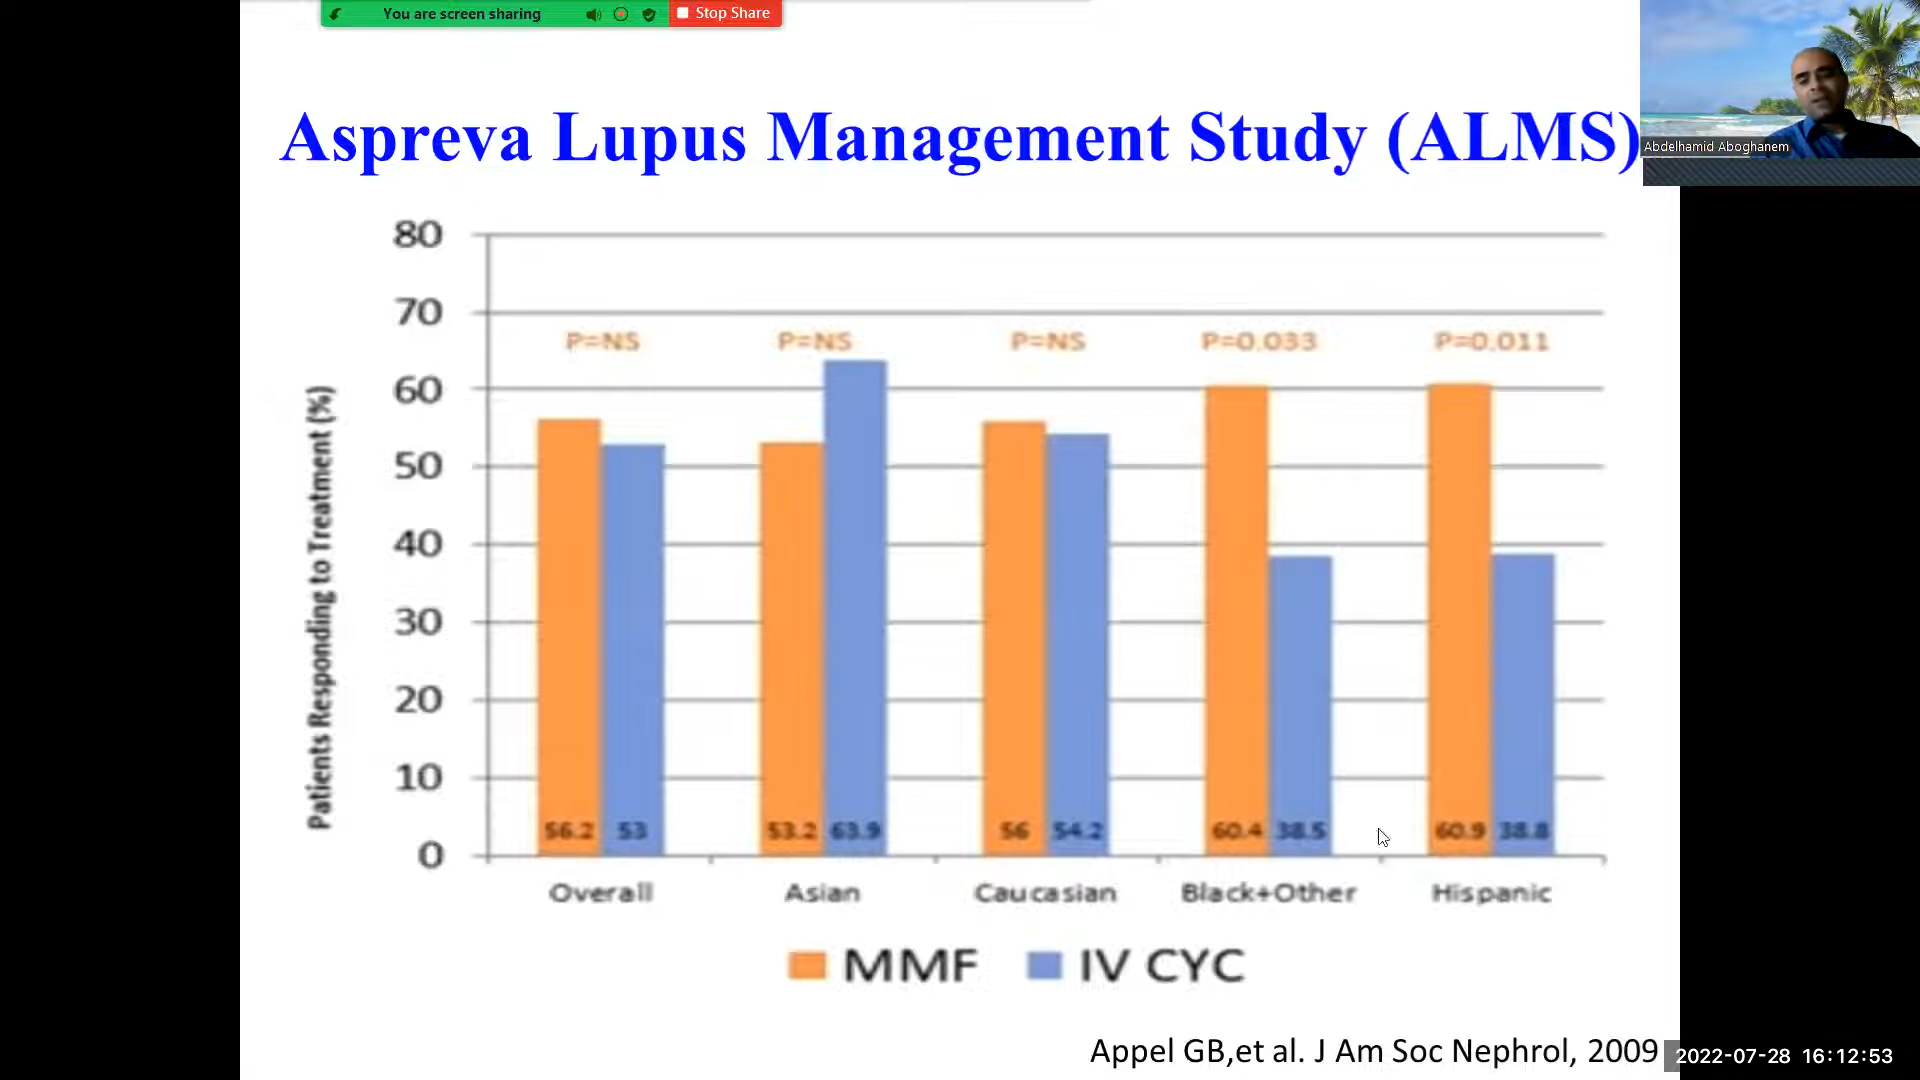 You are screen sharing
Stop Share
Abdelhamid Aboghanem
Aspreva Lupus Management Study (ALMS)
Patients Responding to Treatment (%)
80
70
60
50
40
30
20
10
0
P=NS P=NS P=NS P=0.033 P=0.011
56.2 53 53.2 63.9 56 54.2 60.4 38.5 60.9 38.8
Overall Asian Caucasian Black+Other Hispanic
MMF IV CYC
Appel GB,et al. J Am Soc Nephrol, 2009
2022-07-28 16:12:53